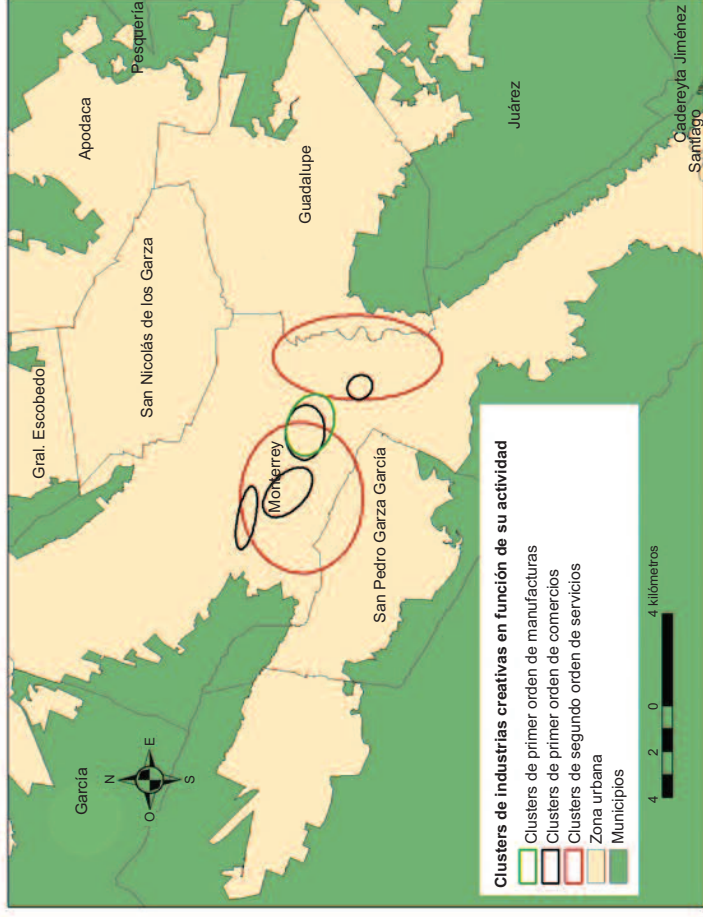 Pesquería
Apodaca
Cadereyta Jiménez
Santiago
Juárez
Guadalupe
San Nicolás de los Garza
Gral. Escobedo
Monterrey
San Pedro Garza García
García
N
O
E
S
Clusters de industrias creativas en función de su actividad
Clusters de primer orden de manufacturas
Clusters de primer orden de comercios
Clusters de segundo orden de servicios
Zona urbana
Municipios
4 2 0 4 kilómetros